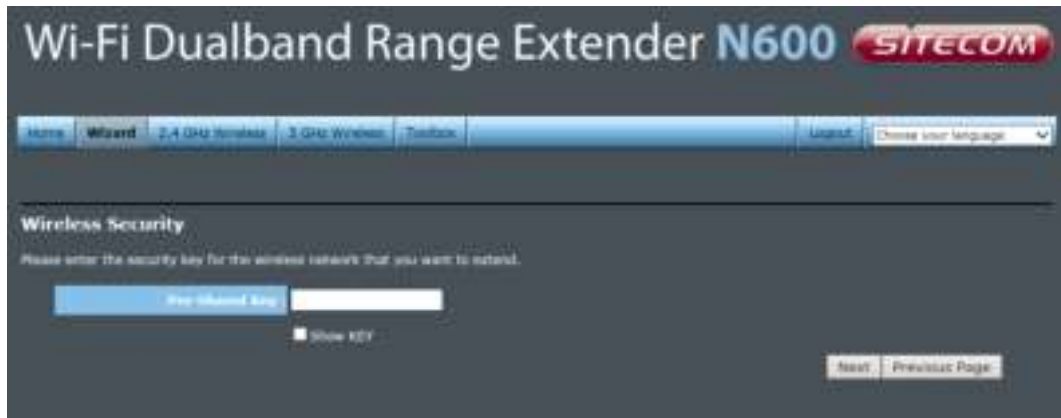 Wi-Fi Dualband Range Extender N600 SITECOM
Home Wizard 2.4 GHz Wireless 5 GHz Wireless Toolbox Logout Choose your language
Wireless Security
Please enter the security key for the wireless network that you want to extend.
Pre-Shared Key
Show KEY
Next Previous Page